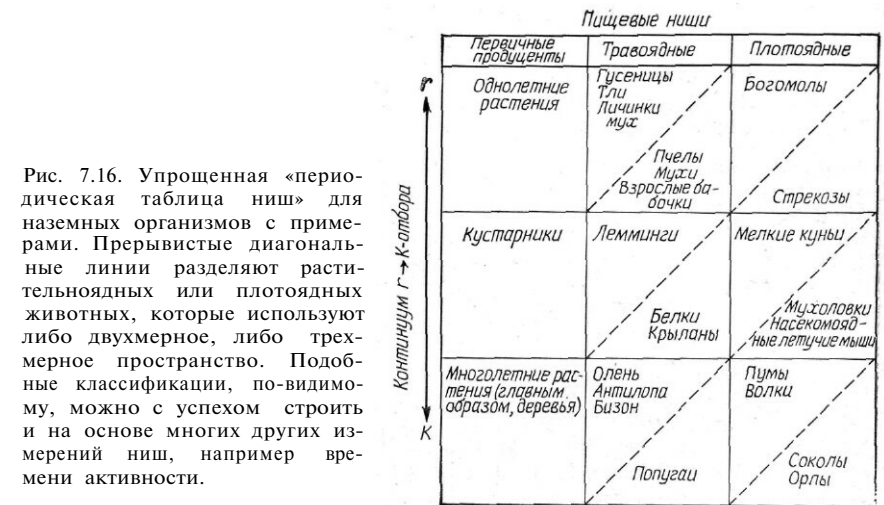 Рис. 7.16. Упрощенная «перио-
дическая таблица ниш» для
наземных организмов с приме-
рами. Прерывистые диагональ-
ные линии разделяют расти-
тельноядных или плотоядных
животных, которые используют
либо двухмерное, либо трех-
мерное пространство. Подоб-
ные классификации, по-видимо-
му, можно с успехом строить
и на основе многих других из-
мерений ниш, например вре-
мени активности.
Пищевые ниши
Первичные
продуценты
Травоядные
Плотоядные
r
Континуум r→K-отбора
K
Однолетние
растения
Гусеницы
Тли
Личинки
мух
Пчелы
Мухи
Взрослые ба-
бочки
Богомолы
Стрекозы
Кустарники
Лемминги
Белки
Крыланы
Мелкие куньи
Мухоловки
Насекомояд-
ные летучие мыши
Многолетние рас-
тения (главным
образом, деревья)
Олень
Антилопа
Бизон
Попугаи
Пумы
Волки
Соколы
Орлы